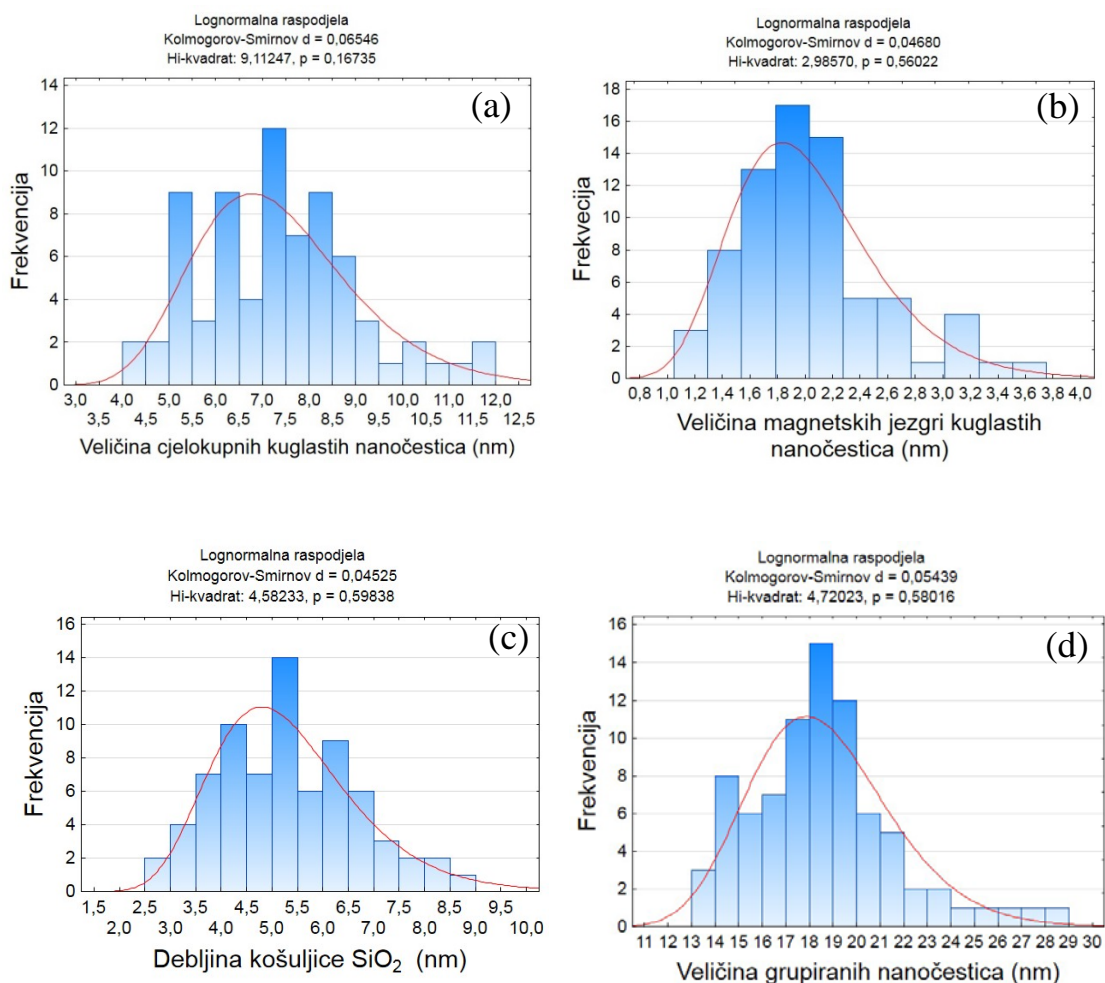 Lognormalna raspodjela
Kolmogorov-Smirnov d = 0,06546
Hi-kvadrat: 9,11247, p = 0,16735
(a)
14
12
10
8
6
4
2
0
Frekvencija
3,0 4,0 5,0 6,0 7,0 8,0 9,0 10,0 11,0 12,0
3,5 4,5 5,5 6,5 7,5 8,5 9,5 10,5 11,5 12,5
Veličina cjelokupnih kuglastih nanočestica (nm)
Lognormalna raspodjela
Kolmogorov-Smirnov d = 0,04680
Hi-kvadrat: 2,98570, p = 0,56022
(b)
18
16
14
12
10
8
6
4
2
0
Frekvecija
0,8 1,0 1,2 1,4 1,6 1,8 2,0 2,2 2,4 2,6 2,8 3,0 3,2 3,4 3,6 3,8 4,0
Veličina magnetskih jezgri kuglastih
nanočestica (nm)
Lognormalna raspodjela
Kolmogorov-Smirnov d = 0,04525
Hi-kvadrat: 4,58233, p = 0,59838
(c)
16
14
12
10
8
6
4
2
0
Frekvencija
1,5 2,5 3,5 4,5 5,5 6,5 7,5 8,5 9,5
2,0 3,0 4,0 5,0 6,0 7,0 8,0 9,0 10,0
Debljina košuljice SiO₂ (nm)
Lognormalna raspodjela
Kolmogorov-Smirnov d = 0,05439
Hi-kvadrat: 4,72023, p = 0,58016
(d)
16
14
12
10
8
6
4
2
0
Frekvencija
11 12 13 14 15 16 17 18 19 20 21 22 23 24 25 26 27 28 29 30
Veličina grupiranih nanočestica (nm)